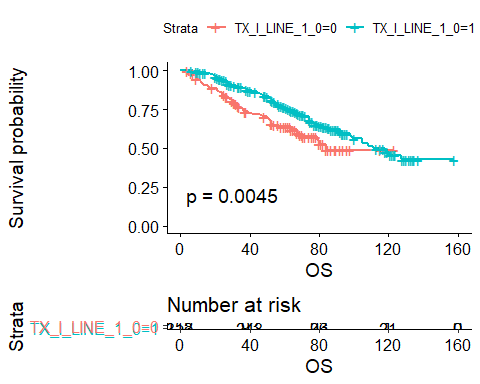 Strata TX_I_LINE_1_0=0 TX_I_LINE_1_0=1
Survival probability
1.00
0.75
0.50
0.25
0.00
p = 0.0045
0 40 80 120 160
OS
Number at risk
Strata
0 40 80 120 160
OS